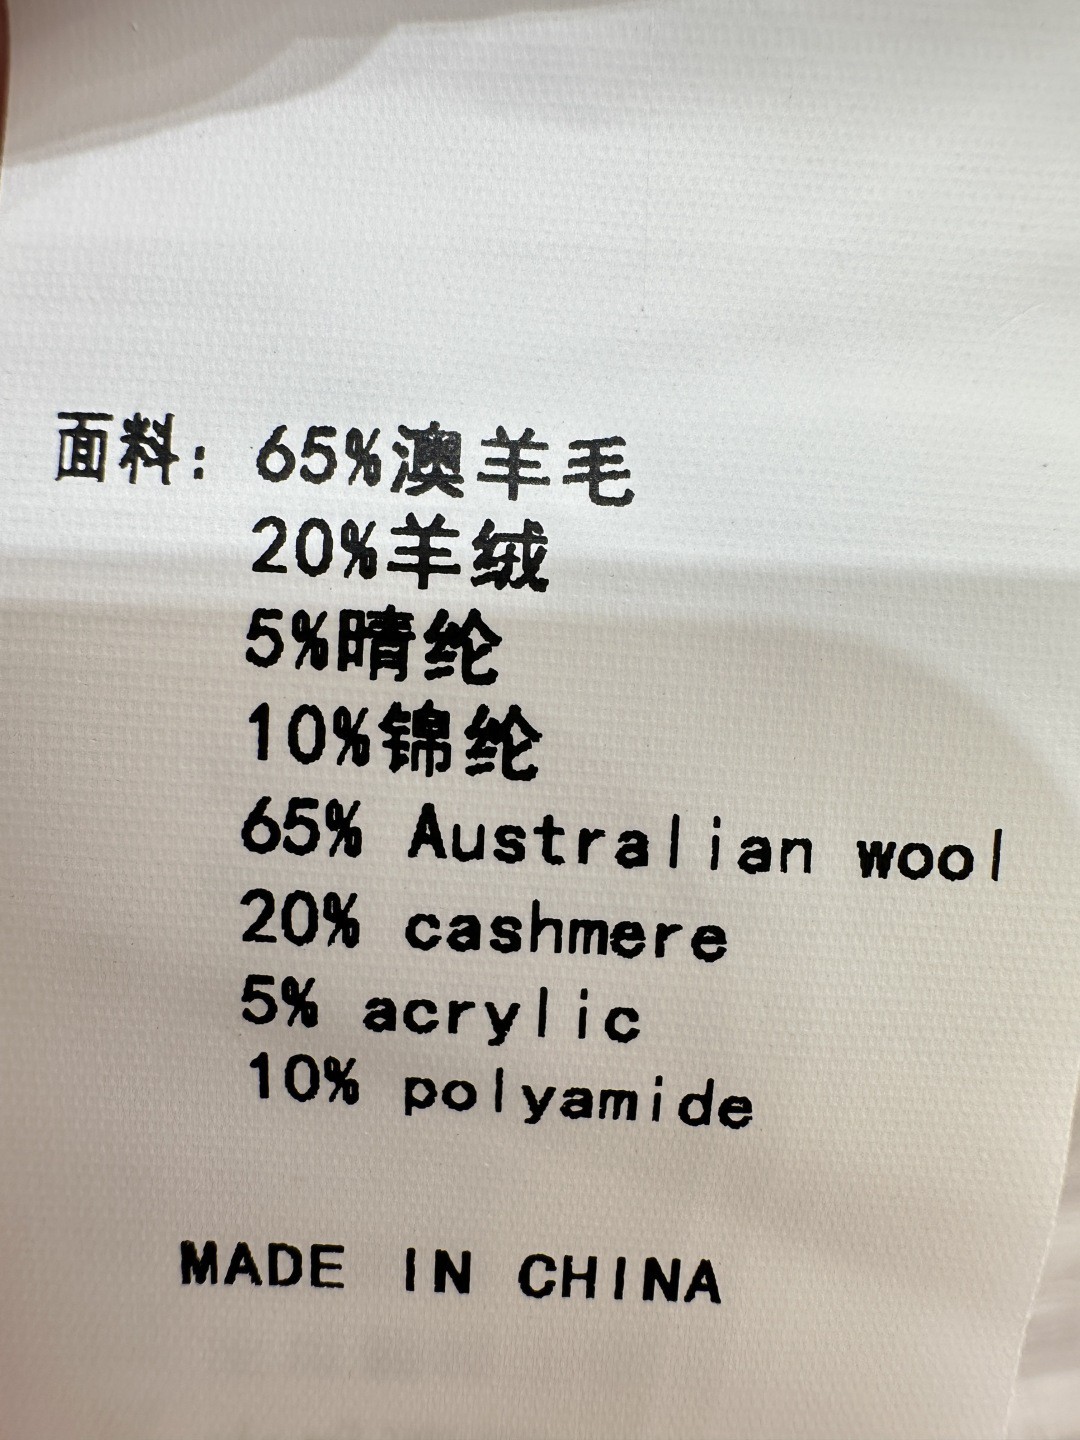 面料: 65%澳羊毛
20%羊绒
5%晴纶
10%锦纶
65% Australian wool
20% cashmere
5% acrylic
10% polyamide
MADE IN CHINA